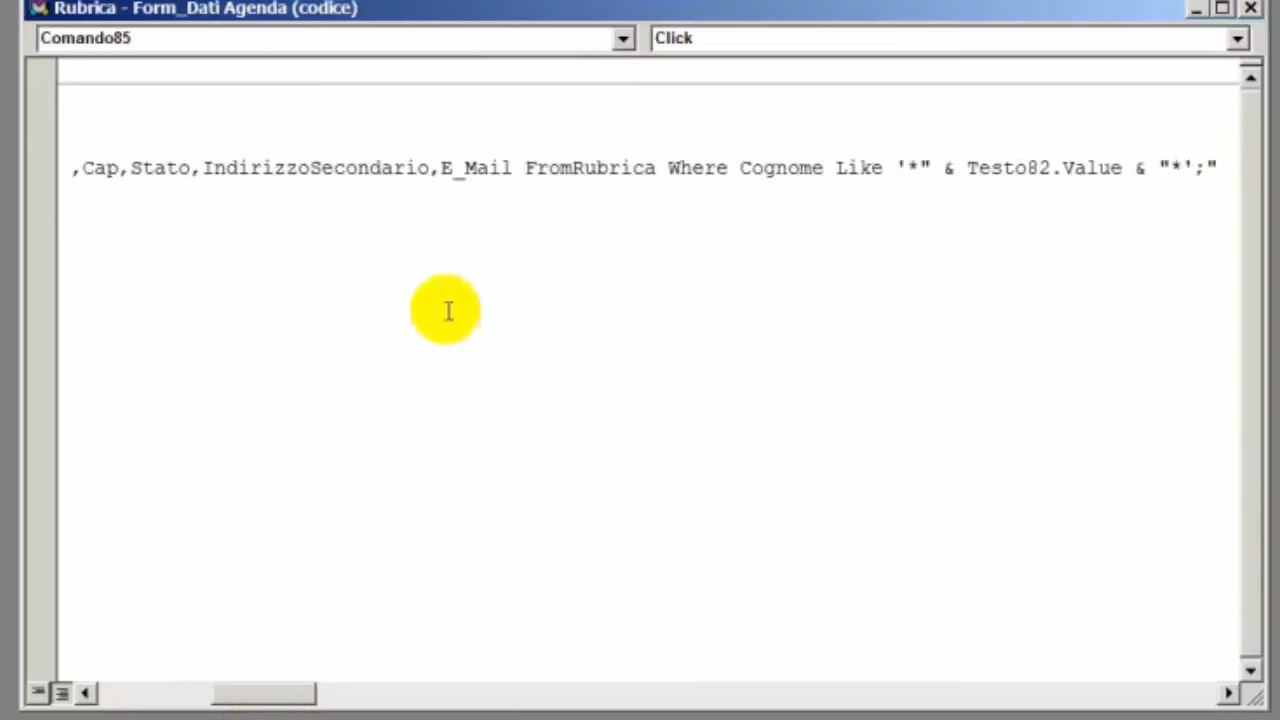 Rubrica - Form_Dati Agenda (codice)
Comando85
Click
,Cap,Stato,IndirizzoSecondario,E_Mail FromRubrica Where Cognome Like '*" & Testo82.Value & "*';"